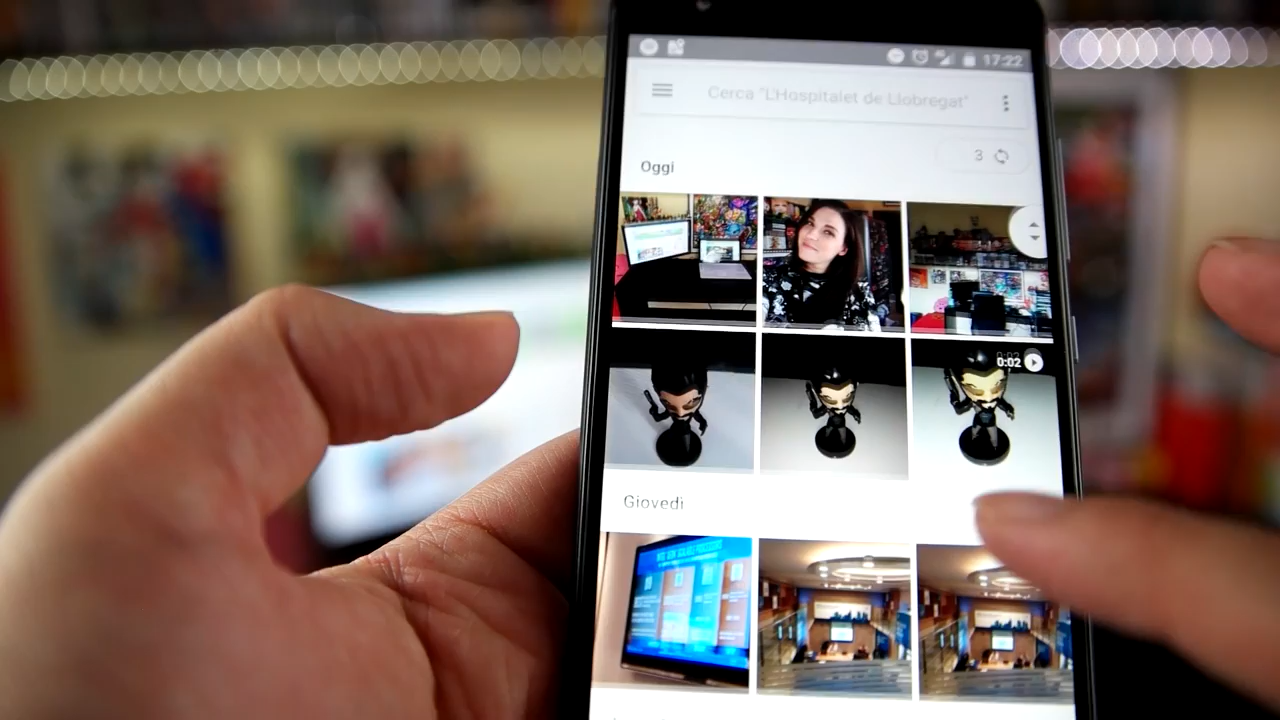 17:22
Cerca "L'Hospitalet de Llobregat"
3
Oggi
0:02
Giovedì